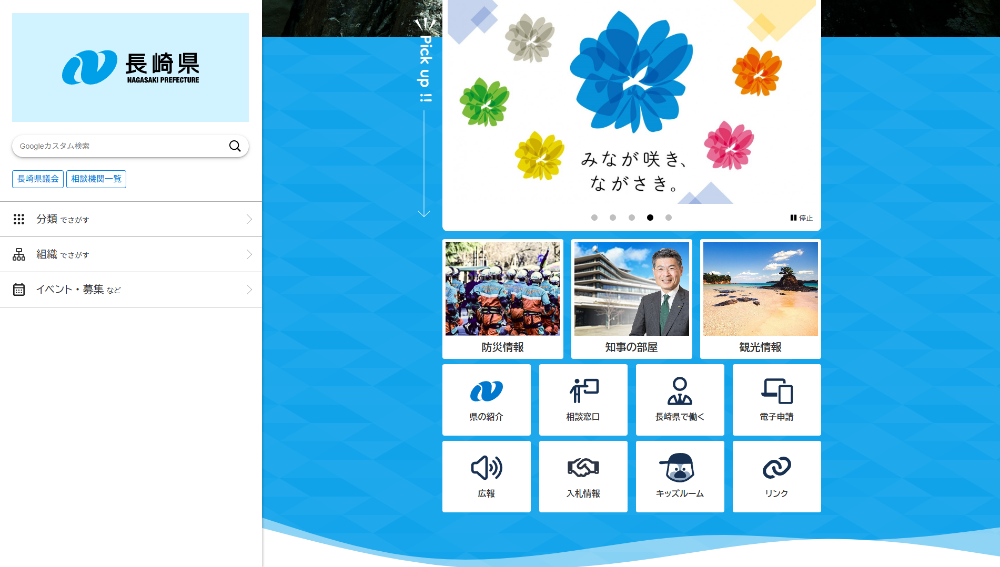 長崎県
NAGASAKI PREFECTURE
Googleカスタム検索
長崎県議会
相談機関一覧
分類 でさがす
組織 でさがす
イベント・募集 など
Pick up !!
みなが咲き、
ながさき。
停止
防災情報
知事の部屋
観光情報
県の紹介
相談窓口
長崎県で働く
電子申請
広報
入札情報
キッズルーム
リンク